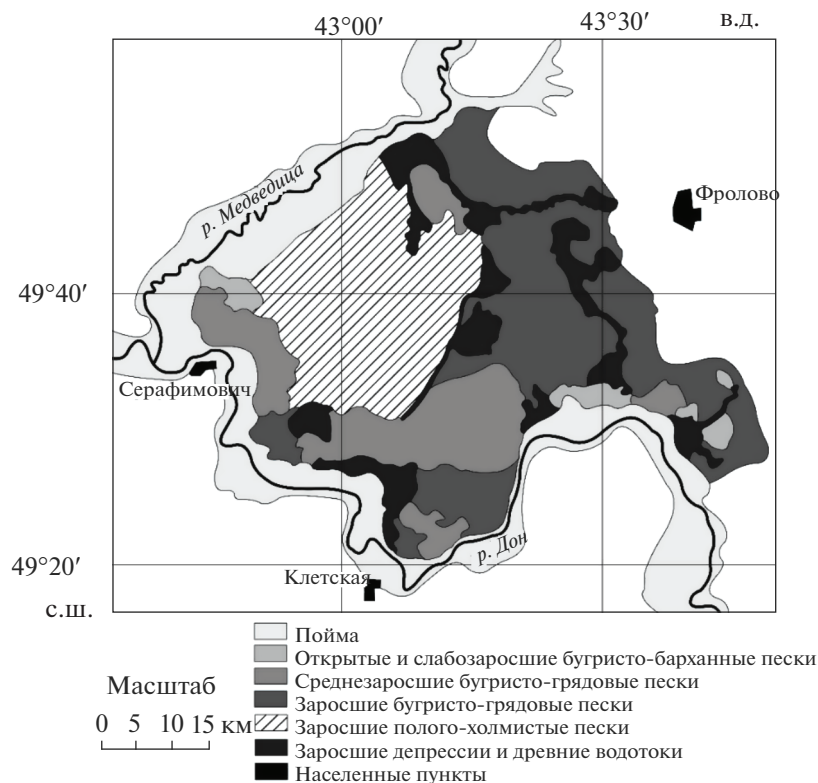 43°00′
43°30′
в.д.
р. Медведица
Фролово
49°40′
Серафимович
р. Дон
49°20′
Клетская
с.ш.
Пойма
Открытые и слабозаросшие бугристо-барханные пески
Среднезаросшие бугристо-грядовые пески
Заросшие бугристо-грядовые пески
Заросшие полого-холмистые пески
Заросшие депрессии и древние водотоки
Населенные пункты
Масштаб
0 5 10 15 км